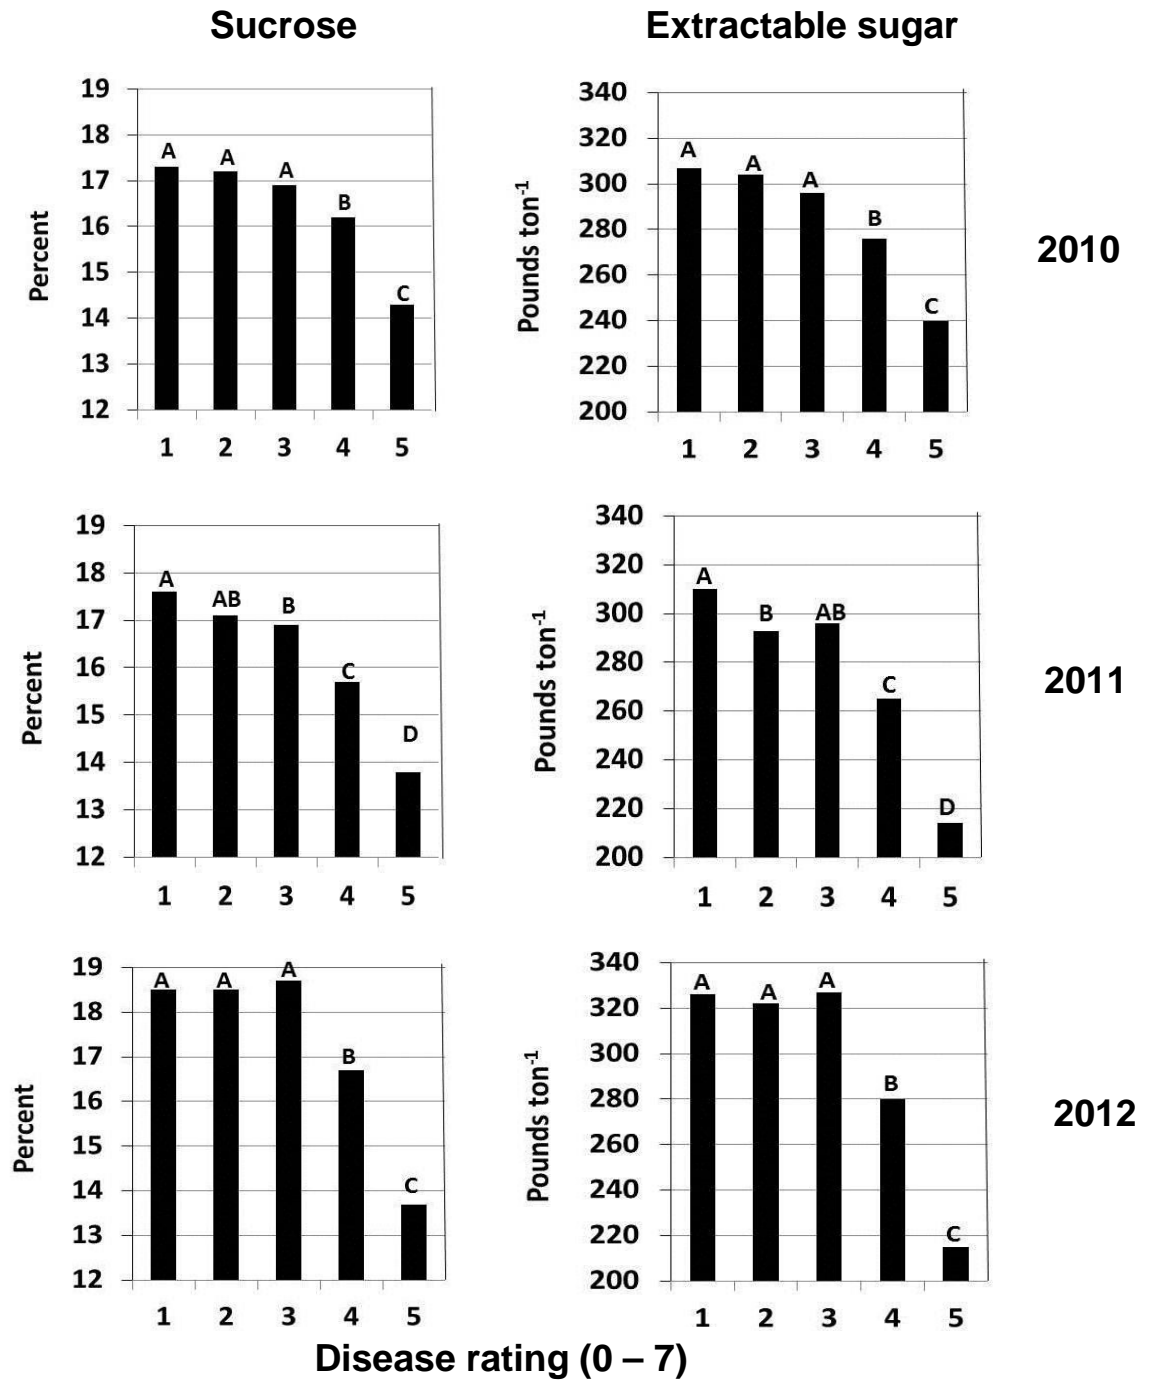 Sucrose
Extractable sugar
19
18
17
16
15
14
13
12
Percent
A
A
A
B
C
1 2 3 4 5
340
320
300
280
260
240
220
200
Pounds ton⁻¹
A
A
A
B
C
1 2 3 4 5
2010
19
18
17
16
15
14
13
12
Percent
A
AB
B
C
D
1 2 3 4 5
340
320
300
280
260
240
220
200
Pounds ton⁻¹
A
B
AB
C
D
1 2 3 4 5
2011
19
18
17
16
15
14
13
12
Percent
A
A
A
B
C
1 2 3 4 5
340
320
300
280
260
240
220
200
Pounds ton⁻¹
A
A
A
B
C
1 2 3 4 5
2012
Disease rating (0 – 7)